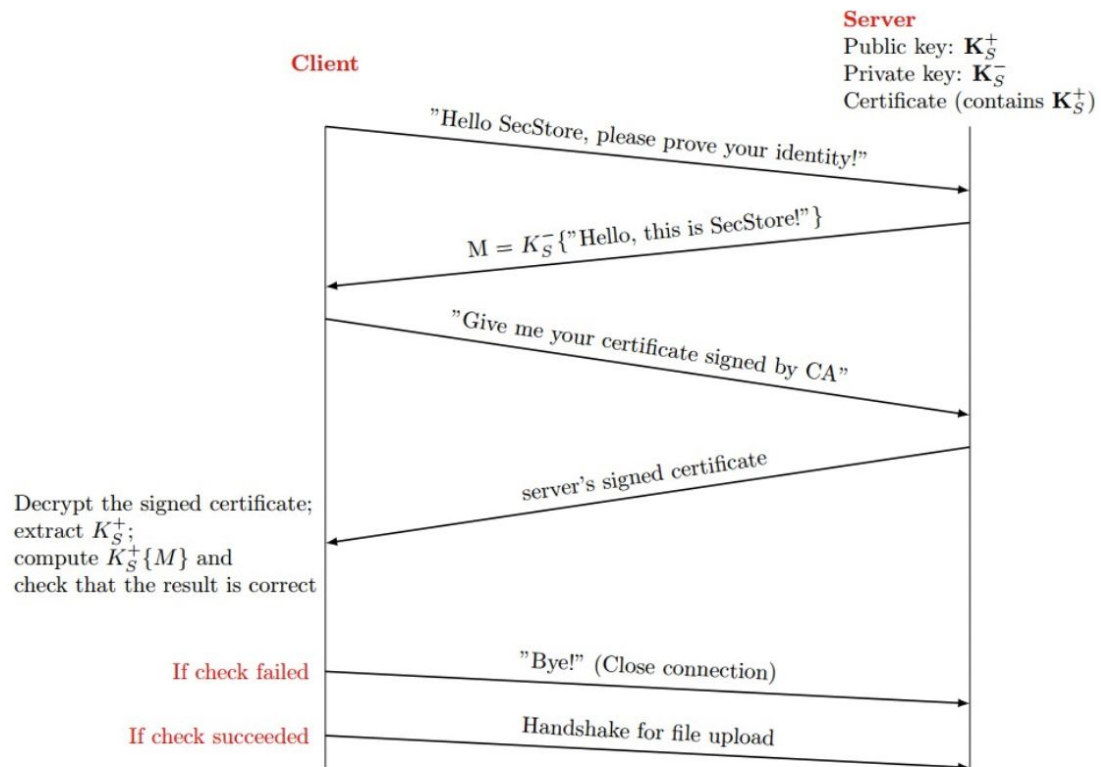 Server
Public key: K_S^+
Private key: K_S^-
Certificate (contains K_S^+)
Client
"Hello SecStore, please prove your identity!"
M = K_S^-{"Hello, this is SecStore!"}
"Give me your certificate signed by CA"
server's signed certificate
Decrypt the signed certificate;
extract K_S^+;
compute K_S^+{M} and
check that the result is correct
If check failed
"Bye!" (Close connection)
If check succeeded
Handshake for file upload